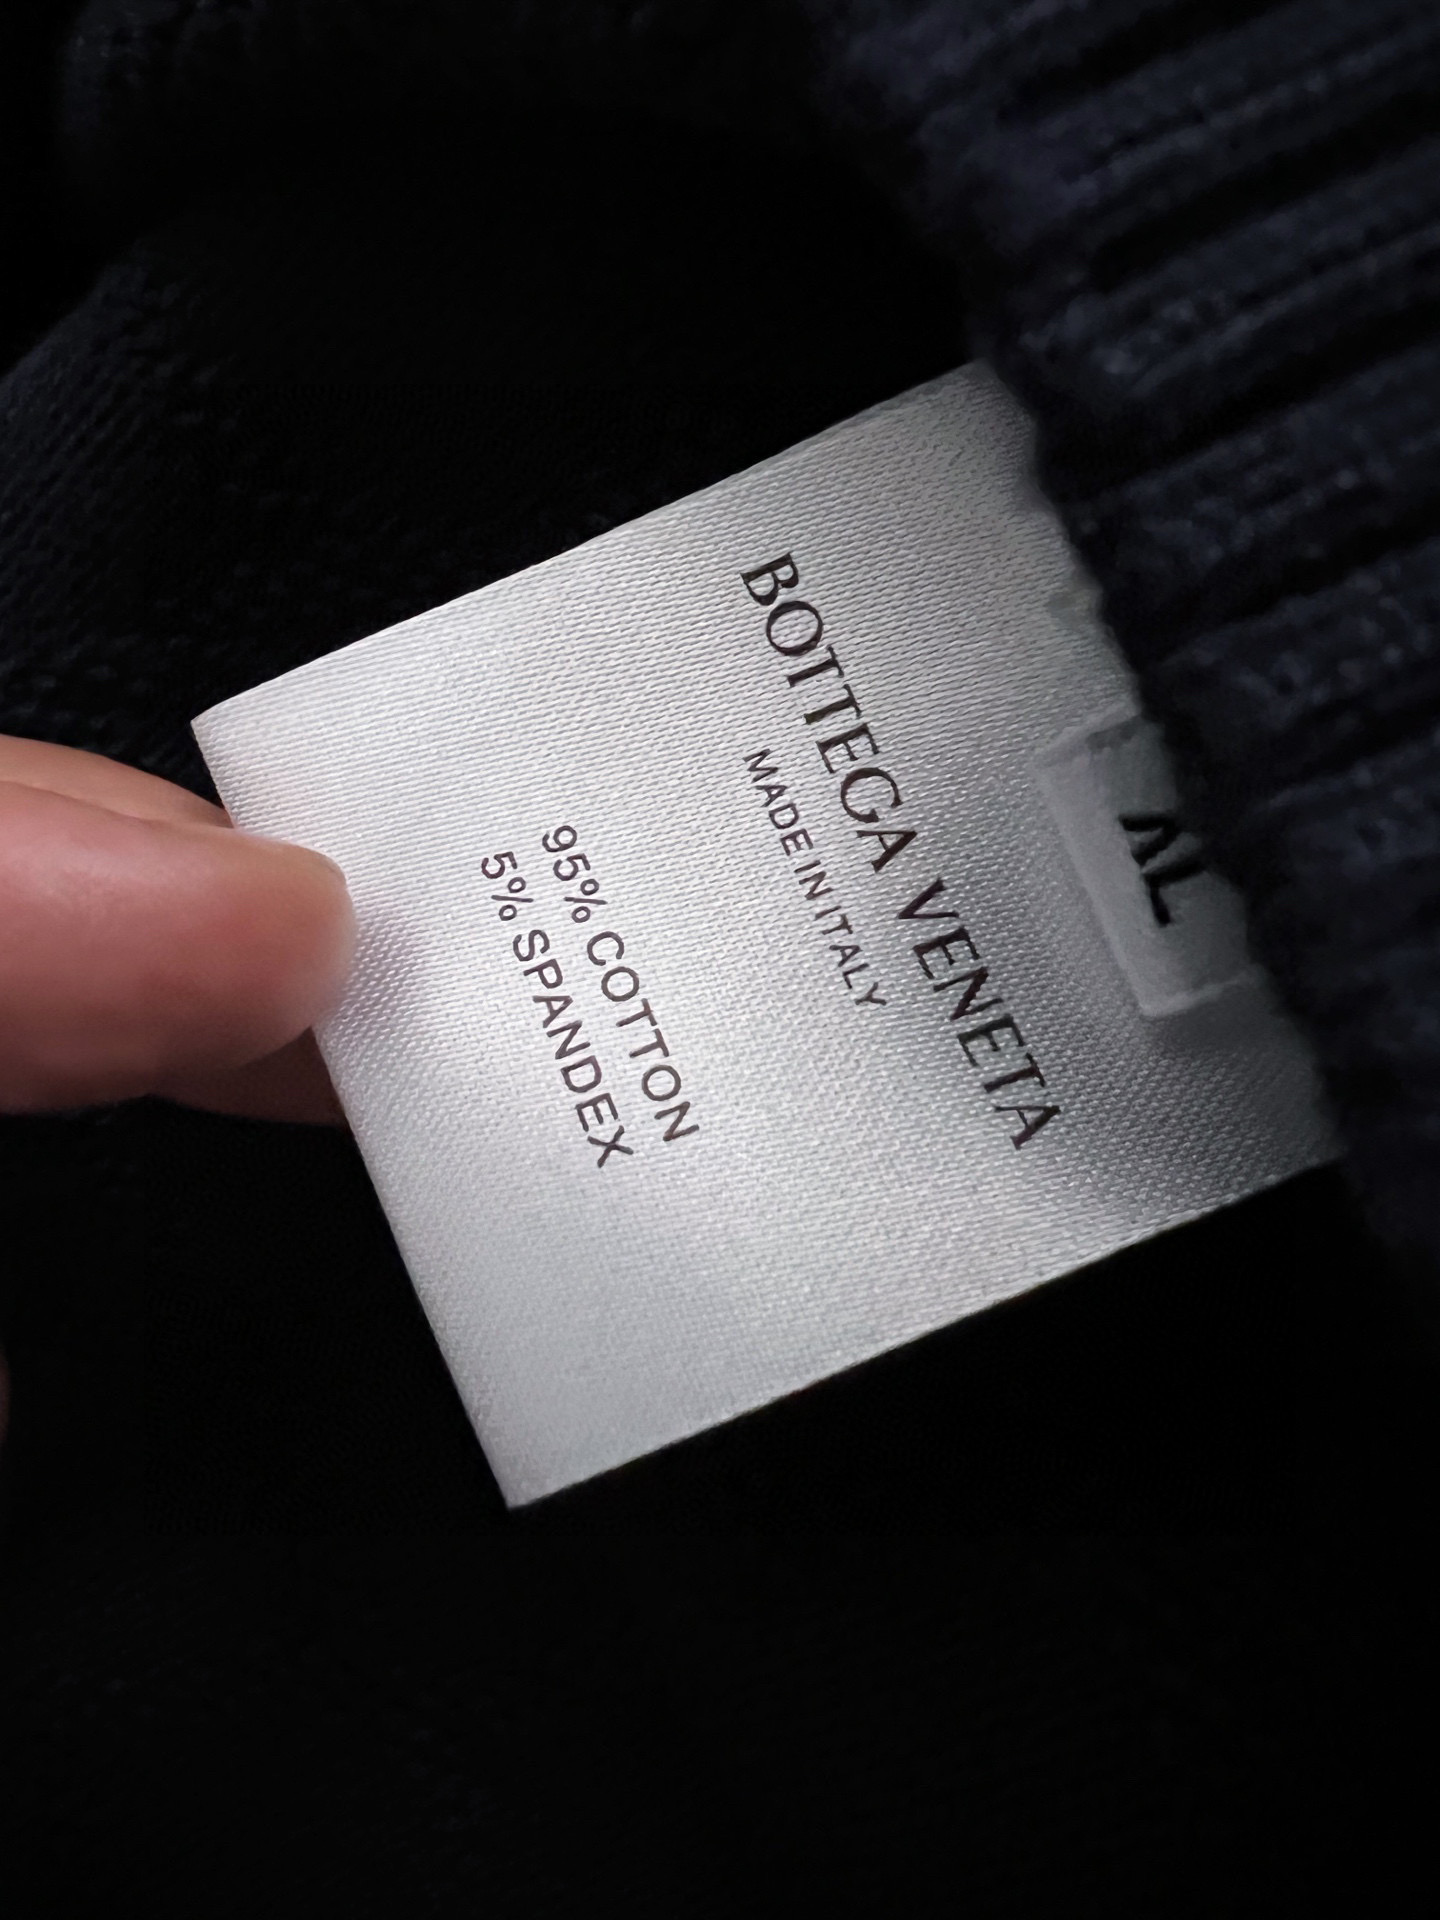 BOTTEGA VENETA
MADE IN ITALY
95% COTTON
5% SPANDEX